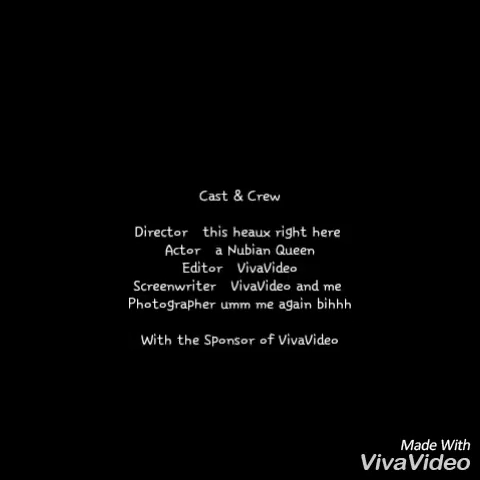 Cast & Crew
Director this heaux right here
Actor a Nubian Queen
Editor VivaVideo
Screenwriter VivaVideo and me
Photographer umm me again bihhh
With the Sponsor of VivaVideo
Made With
VivaVideo